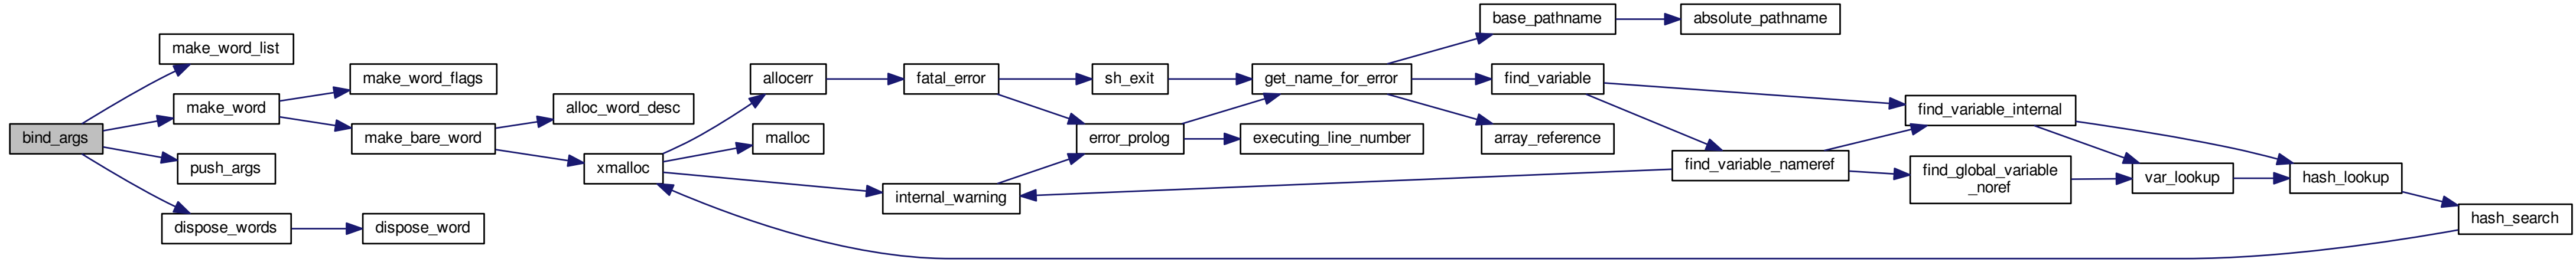 bind_args
make_word_list
make_word
push_args
dispose_words
make_word_flags
make_bare_word
dispose_word
alloc_word_desc
xmalloc
allocerr
malloc
internal_warning
fatal_error
sh_exit
error_prolog
get_name_for_error
executing_line_number
base_pathname
find_variable
array_reference
absolute_pathname
find_variable_nameref
find_variable_internal
find_global_variable
_noref
var_lookup
hash_lookup
hash_search